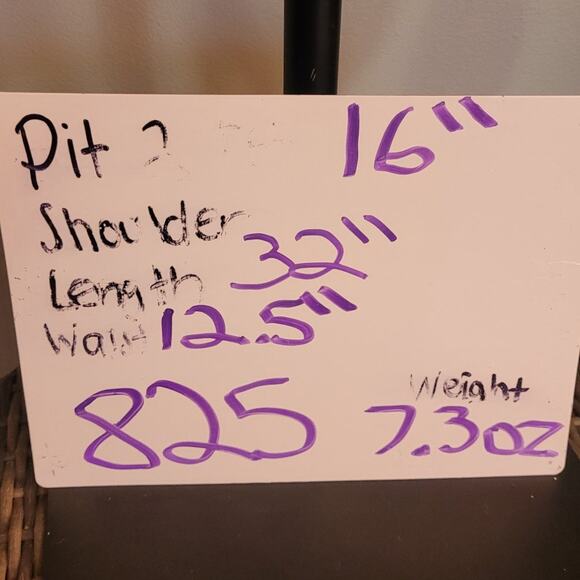 Pit 2 16"
Shoulder
Length 32"
Waist 12.5"
Weight
825 7.3oz